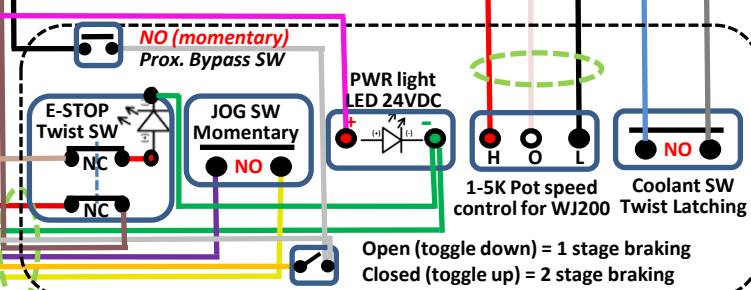 NO (momentary)
Prox. Bypass SW
PWR light
LED 24VDC
E-STOP
Twist SW
NC
NC
JOG SW
Momentary
NO
+
-
(+)
(-)
H
O
L
1-5K Pot speed
control for WJ200
NO
Coolant SW
Twist Latching
Open (toggle down) = 1 stage braking
Closed (toggle up) = 2 stage braking